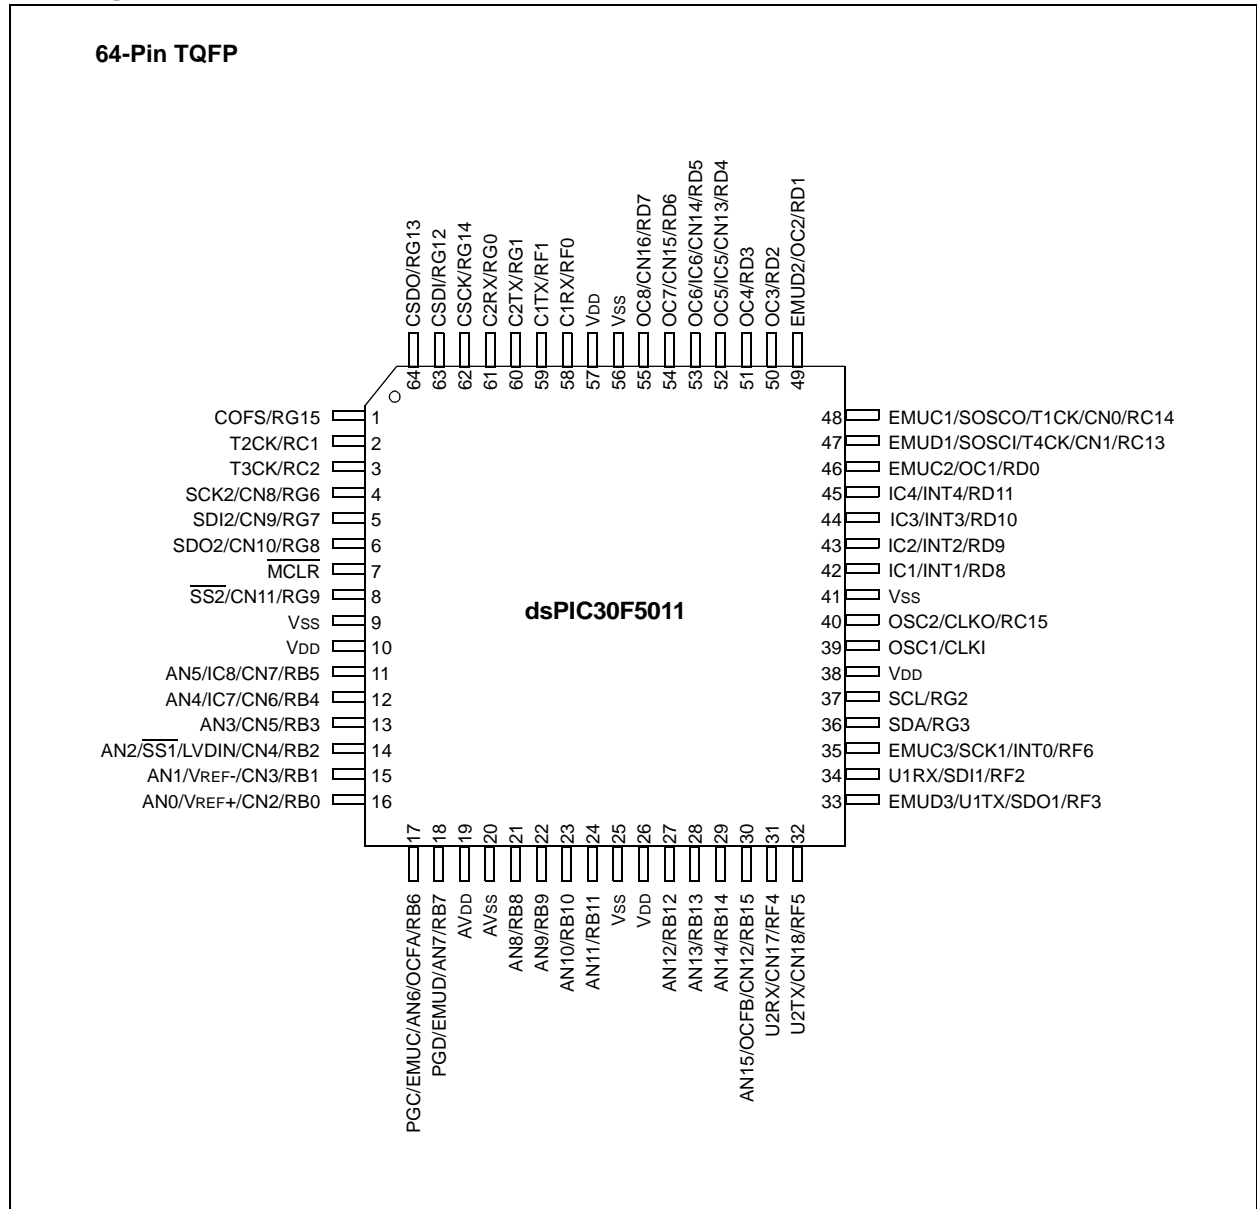 64-Pin TQFP
CSDO/RG13
CSDI/RG12
CSCK/RG14
C2RX/RG0
C2TX/RG1
C1TX/RF1
C1RX/RF0
VDD
VSS
OC8/CN16/RD7
OC7/CN15/RD6
OC6/IC6/CN14/RD5
OC5/IC5/CN13/RD4
OC4/RD3
OC3/RD2
EMUD2/OC2/RD1
64
63
62
61
60
59
58
57
56
55
54
53
52
51
50
49
COFS/RG15 1
T2CK/RC1 2
T3CK/RC2 3
SCK2/CN8/RG6 4
SDI2/CN9/RG7 5
SDO2/CN10/RG8 6
MCLR 7
SS2/CN11/RG9 8
VSS 9
VDD 10
AN5/IC8/CN7/RB5 11
AN4/IC7/CN6/RB4 12
AN3/CN5/RB3 13
AN2/SS1/LVDIN/CN4/RB2 14
AN1/VREF-/CN3/RB1 15
AN0/VREF+/CN2/RB0 16
dsPIC30F5011
48 EMUC1/SOSCO/T1CK/CN0/RC14
47 EMUD1/SOSCI/T4CK/CN1/RC13
46 EMUC2/OC1/RD0
45 IC4/INT4/RD11
44 IC3/INT3/RD10
43 IC2/INT2/RD9
42 IC1/INT1/RD8
41 VSS
40 OSC2/CLKO/RC15
39 OSC1/CLKI
38 VDD
37 SCL/RG2
36 SDA/RG3
35 EMUC3/SCK1/INT0/RF6
34 U1RX/SDI1/RF2
33 EMUD3/U1TX/SDO1/RF3
17
18
19
20
21
22
23
24
25
26
27
28
29
30
31
32
PGC/EMUC/AN6/OCFA/RB6
PGD/EMUD/AN7/RB7
AVDD
AVSS
AN8/RB8
AN9/RB9
AN10/RB10
AN11/RB11
VSS
VDD
AN12/RB12
AN13/RB13
AN14/RB14
AN15/OCFB/CN12/RB15
U2RX/CN17/RF4
U2TX/CN18/RF5